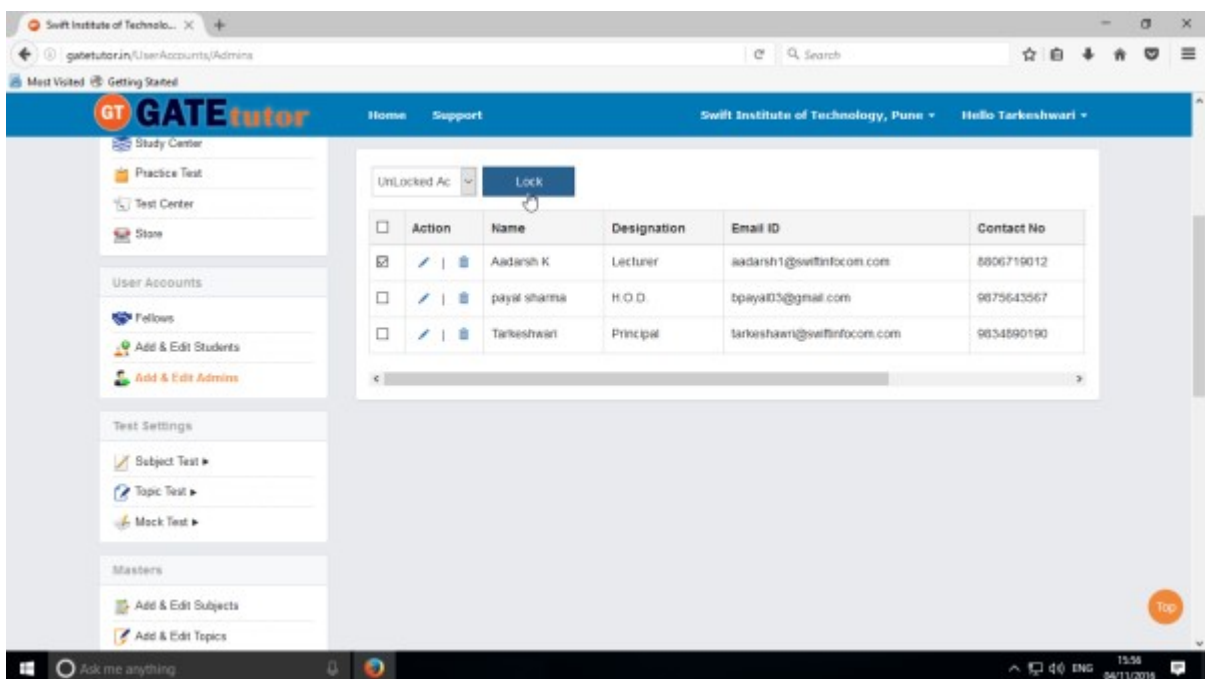 Swift Institute of Technolo...
gatetutor.in/UserAccounts/Admins
Search
Most Visited Getting Started
GT GATEtutor Home Support Swift Institute of Technology, Pune Hello Tarkeshwari
Study Center
Practice Test
Test Center
Store
User Accounts
Fellows
Add & Edit Students
Add & Edit Admins
Test Settings
Subject Test
Topic Test
Mock Test
Masters
Add & Edit Subjects
Add & Edit Topics
UnLocked Ac Lock
Action Name Designation Email ID Contact No
Aadarsh K Lecturer aadarsh1@swiftinfocom.com 8806719012
payal sharma H.O.D. bpayal03@gmail.com 9875643567
Tarkeshwari Principal tarkeshawri@swiftinfocom.com 9834890190
Top
Ask me anything
ENG 15:56
04/11/2016